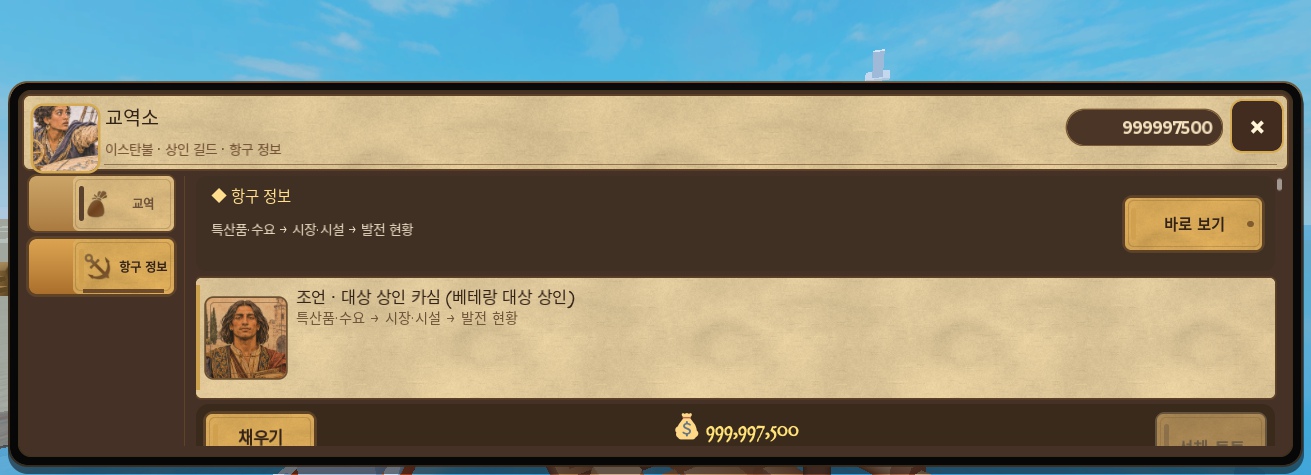 교역소
이스탄불 · 상인 길드 · 항구 정보
999997500
교역
항구 정보
◆ 항구 정보
특산품·수요 → 시장·시설 → 발전 현황
바로 보기
조언 · 대상 상인 카심 (베테랑 대상 상인)
특산품·수요 → 시장·시설 → 발전 현황
채우기
999,997,500